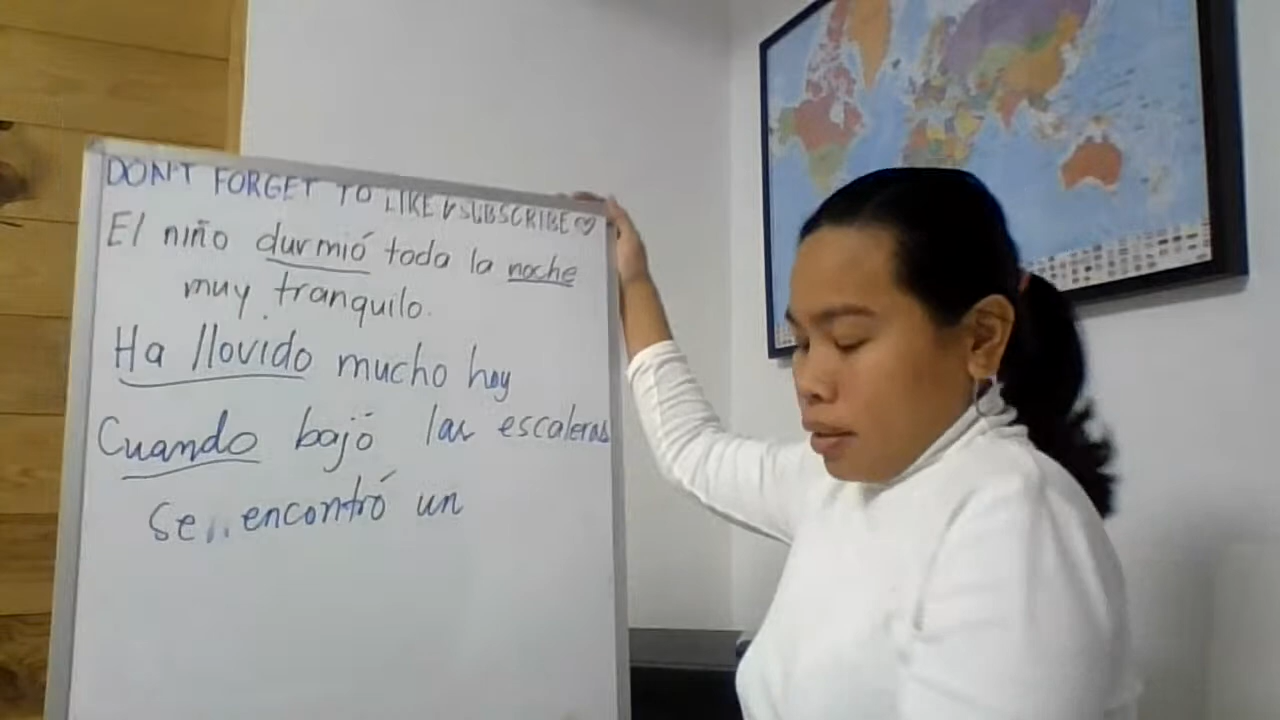 DON'T FORGET TO LIKE & SUBSCRIBE ♡
El niño durmió toda la noche
muy tranquilo.
Ha llovido mucho hoy
Cuando bajó las escaleras
se encontró un